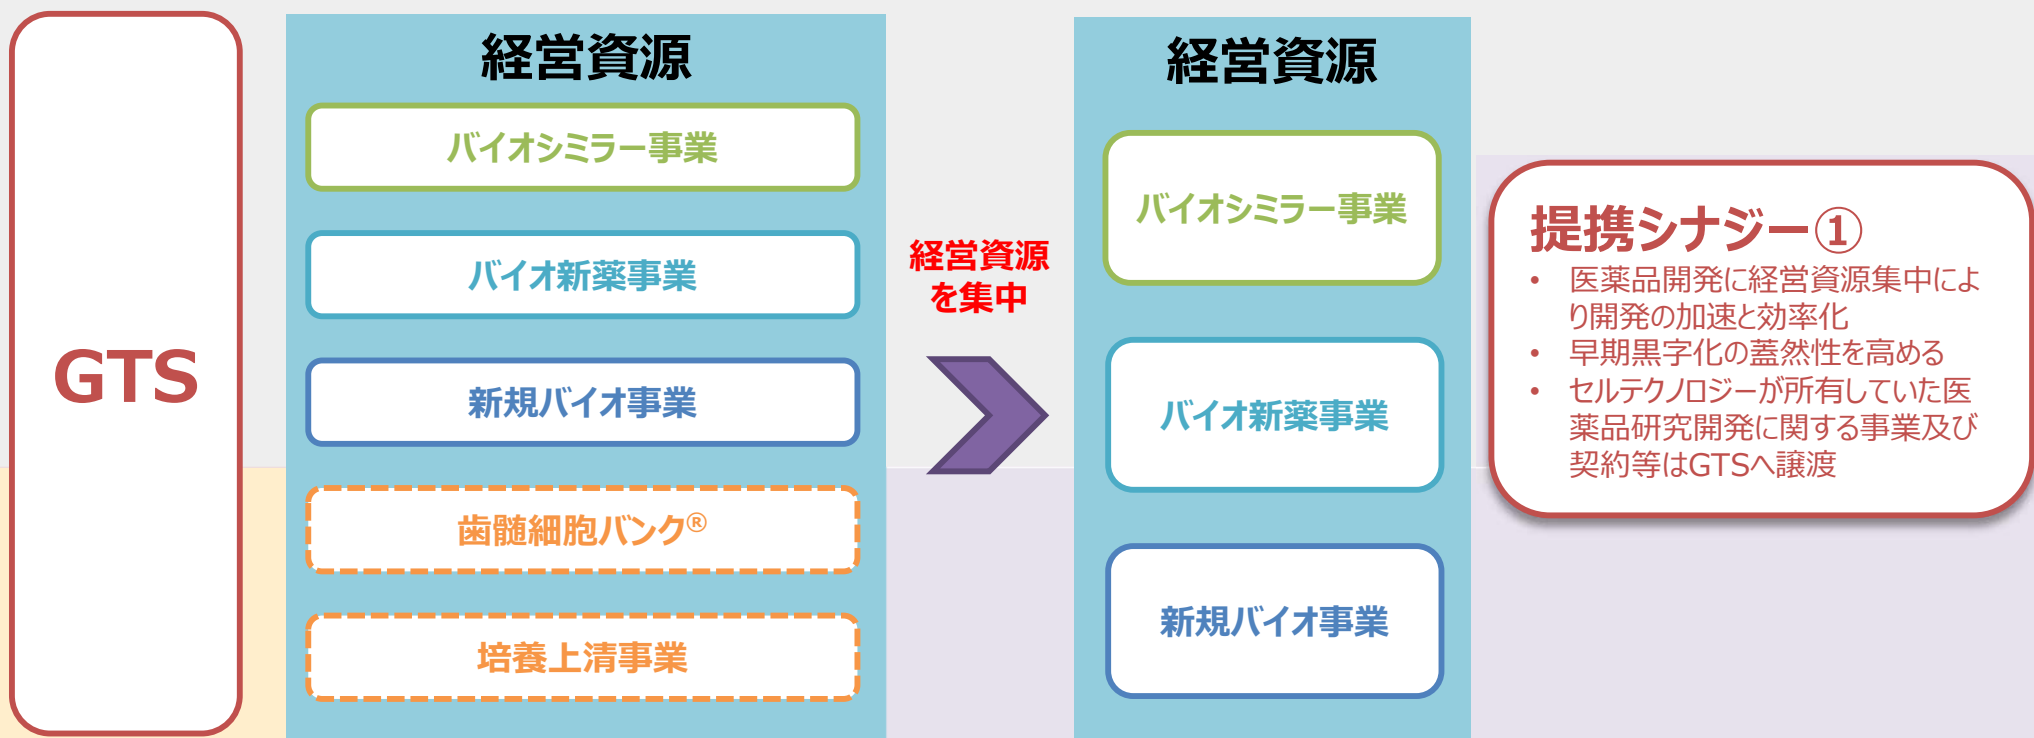 GTS
経営資源
バイオシミラー事業
バイオ新薬事業
新規バイオ事業
歯髄細胞バンク®
培養上清事業
経営資源
を集中
経営資源
バイオシミラー事業
バイオ新薬事業
新規バイオ事業
提携シナジー①
• 医薬品開発に経営資源集中によ
り開発の加速と効率化
• 早期黒字化の蓋然性を高める
• セルテクノロジーが所有していた医
薬品研究開発に関する事業及び
契約等はGTSへ譲渡